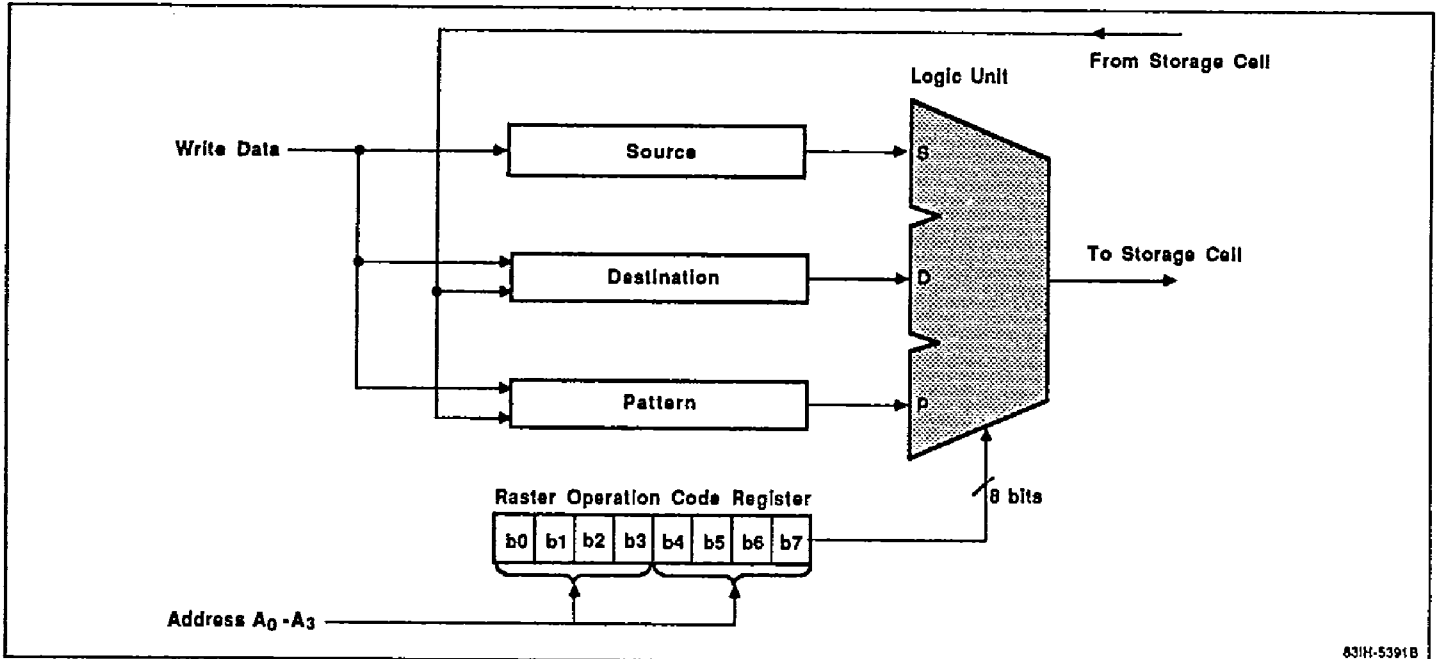 From Storage Cell
Logic Unit
Write Data
Source
S
To Storage Cell
Destination
D
Pattern
P
8 bits
Raster Operation Code Register
b0 b1 b2 b3 b4 b5 b6 b7
Address A0 -A3
83IH-5391B